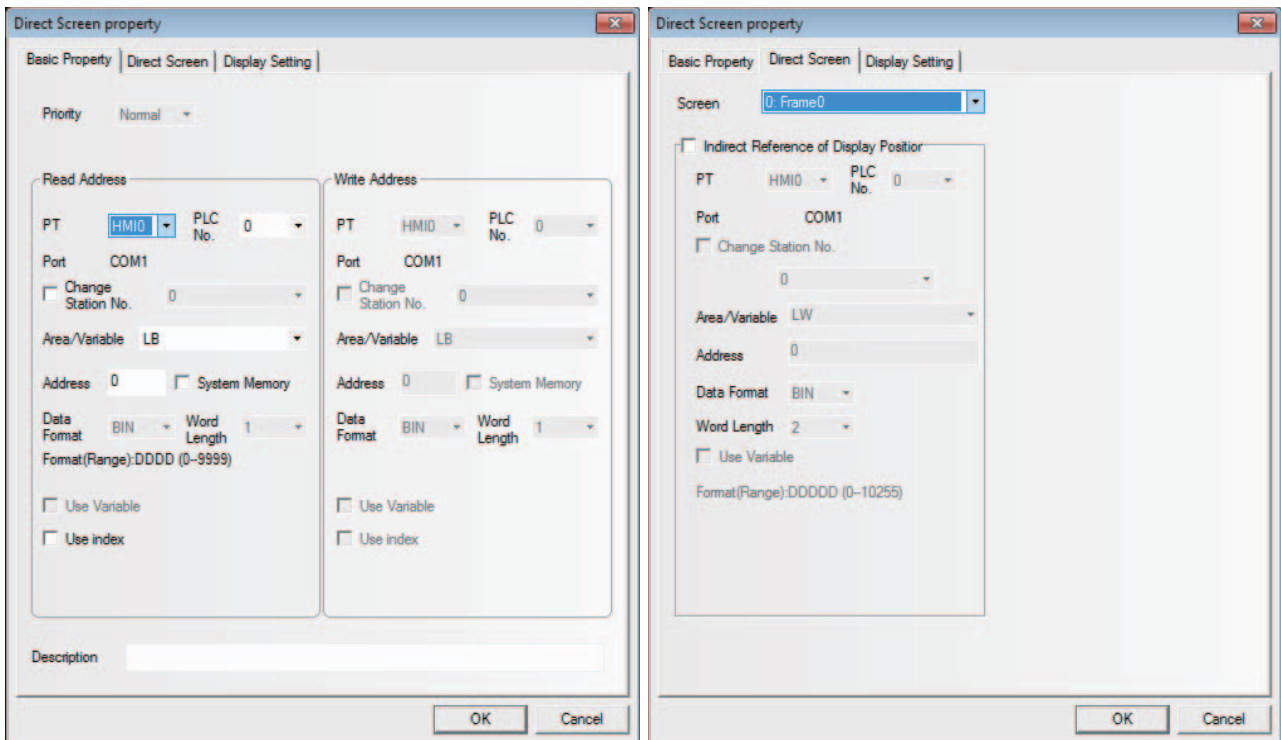 Direct Screen property
Basic Property Direct Screen Display Setting
Priority Normal
Read Address
PT HMI0 PLC No. 0
Port COM1
Change Station No. 0
Area/Variable LB
Address 0 System Memory
Data Format BIN Word Length 1
Format(Range):DDDD (0~9999)
Use Variable
Use index
Write Address
PT HMI0 PLC No. 0
Port COM1
Change Station No. 0
Area/Variable LB
Address 0 System Memory
Data Format BIN Word Length 1
Use Variable
Use index
Description
OK Cancel
Direct Screen property
Basic Property Direct Screen Display Setting
Screen 0: Frame0
Indirect Reference of Display Position
PT HMI0 PLC No. 0
Port COM1
Change Station No.
0
Area/Variable LW
Address 0
Data Format BIN
Word Length 2
Use Variable
Format(Range):DDDDD (0~10255)
OK Cancel